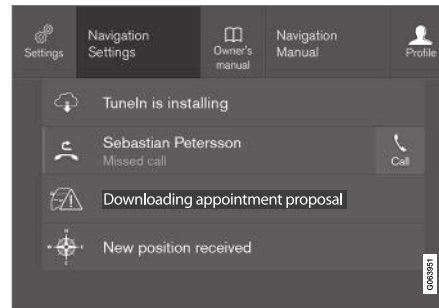 Settings
Navigation
Settings
Owner's
manual
Navigation
Manual
Profile
TuneIn is installing
Sebastian Petersson
Missed call
Call
Downloading appointment proposal
New position received
G063951